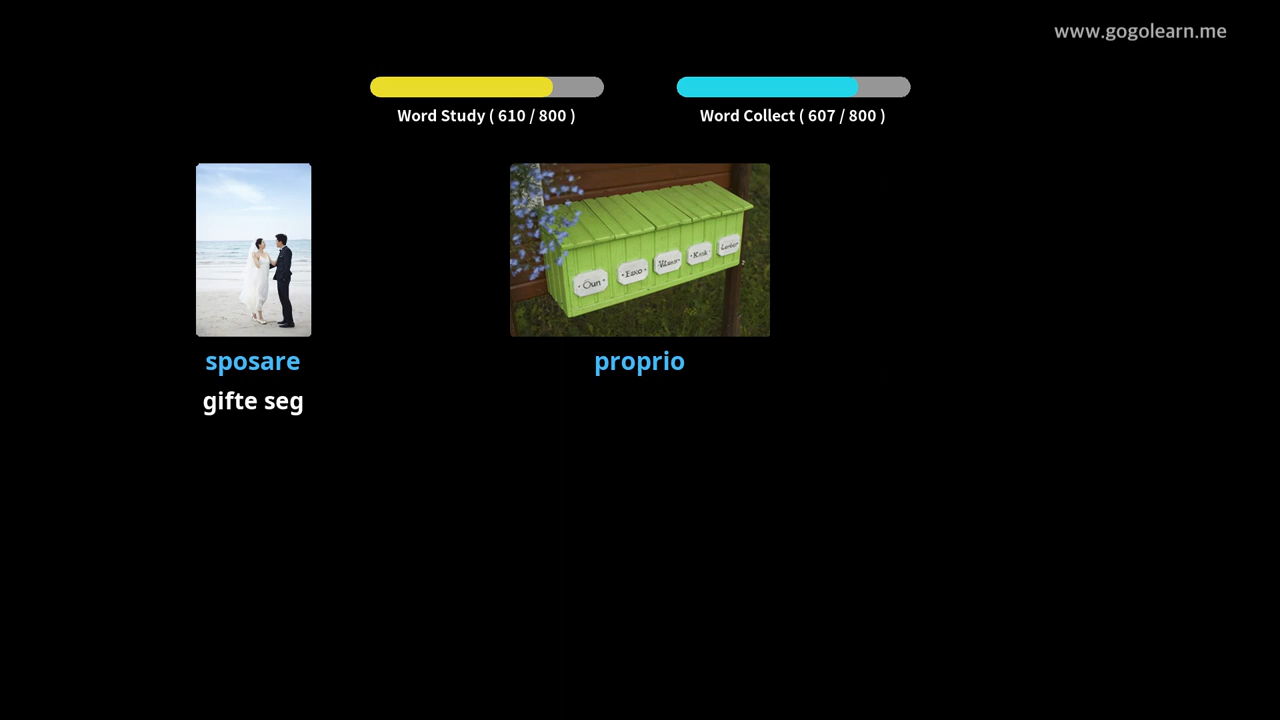 www.gogolearn.me
Word Study ( 610 / 800 )
Word Collect ( 607 / 800 )
sposare
gifte seg
proprio